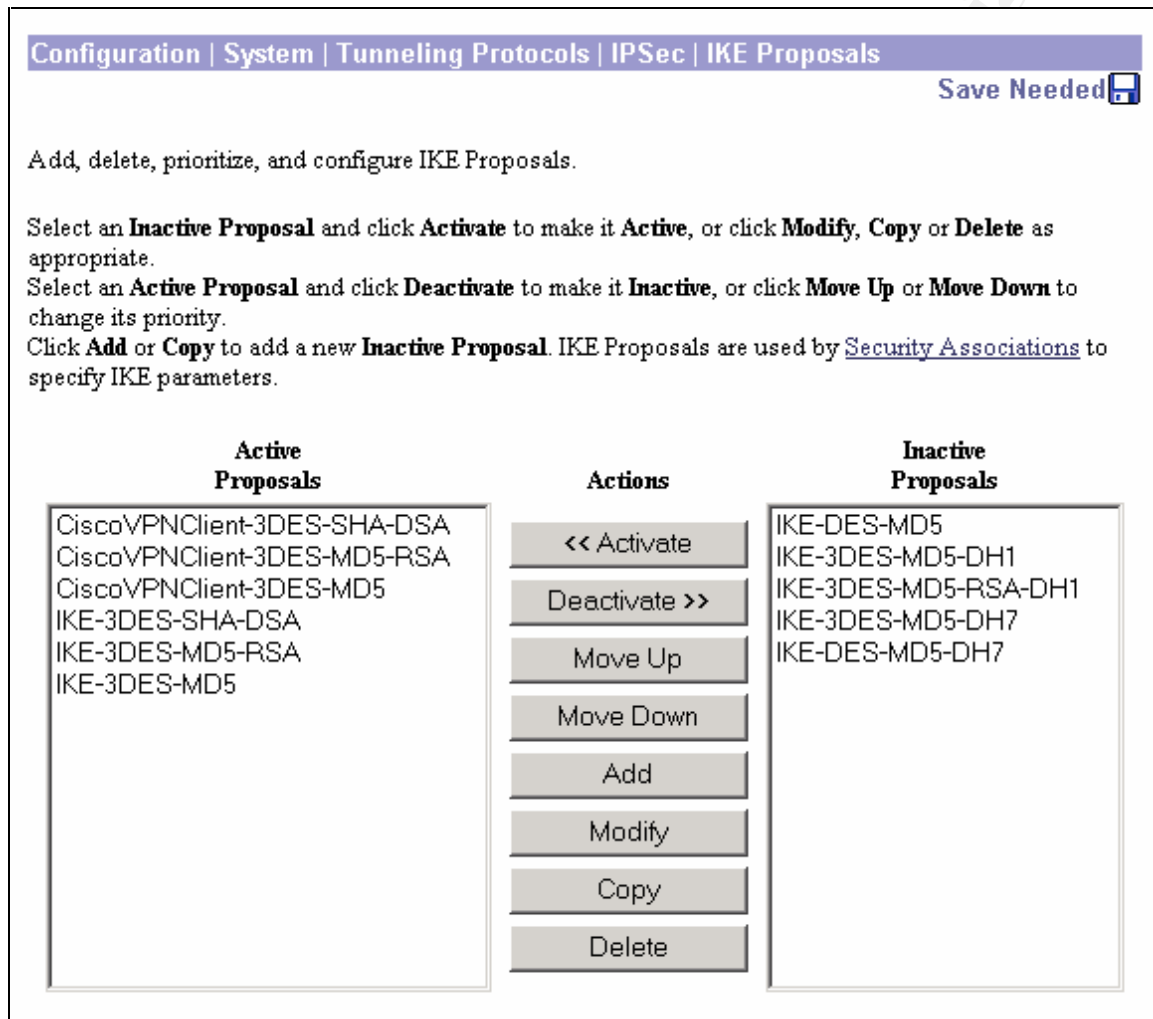 Configuration | System | Tunneling Protocols | IPSec | IKE Proposals
Save Needed
Add, delete, prioritize, and configure IKE Proposals.
Select an Inactive Proposal and click Activate to make it Active, or click Modify, Copy or Delete as
appropriate.
Select an Active Proposal and click Deactivate to make it Inactive, or click Move Up or Move Down to
change its priority.
Click Add or Copy to add a new Inactive Proposal. IKE Proposals are used by Security Associations to
specify IKE parameters.
Active
Proposals
CiscoVPNClient-3DES-SHA-DSA
CiscoVPNClient-3DES-MD5-RSA
CiscoVPNClient-3DES-MD5
IKE-3DES-SHA-DSA
IKE-3DES-MD5-RSA
IKE-3DES-MD5
Actions
<< Activate
Deactivate >>
Move Up
Move Down
Add
Modify
Copy
Delete
Inactive
Proposals
IKE-DES-MD5
IKE-3DES-MD5-DH1
IKE-3DES-MD5-RSA-DH1
IKE-3DES-MD5-DH7
IKE-DES-MD5-DH7